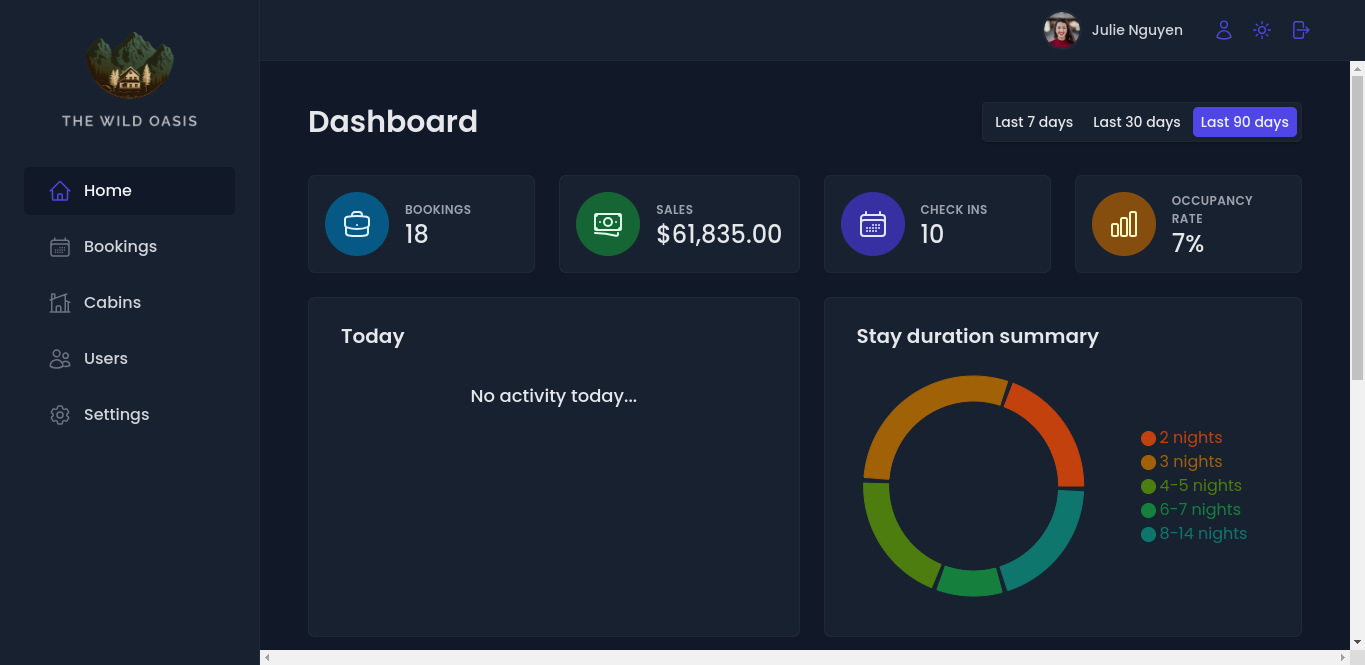 THE WILD OASIS
Home
Bookings
Cabins
Users
Settings
Julie Nguyen
Dashboard
Last 7 days
Last 30 days
Last 90 days
BOOKINGS
18
SALES
$61,835.00
CHECK INS
10
OCCUPANCY
RATE
7%
Today
No activity today...
Stay duration summary
2 nights
3 nights
4-5 nights
6-7 nights
8-14 nights